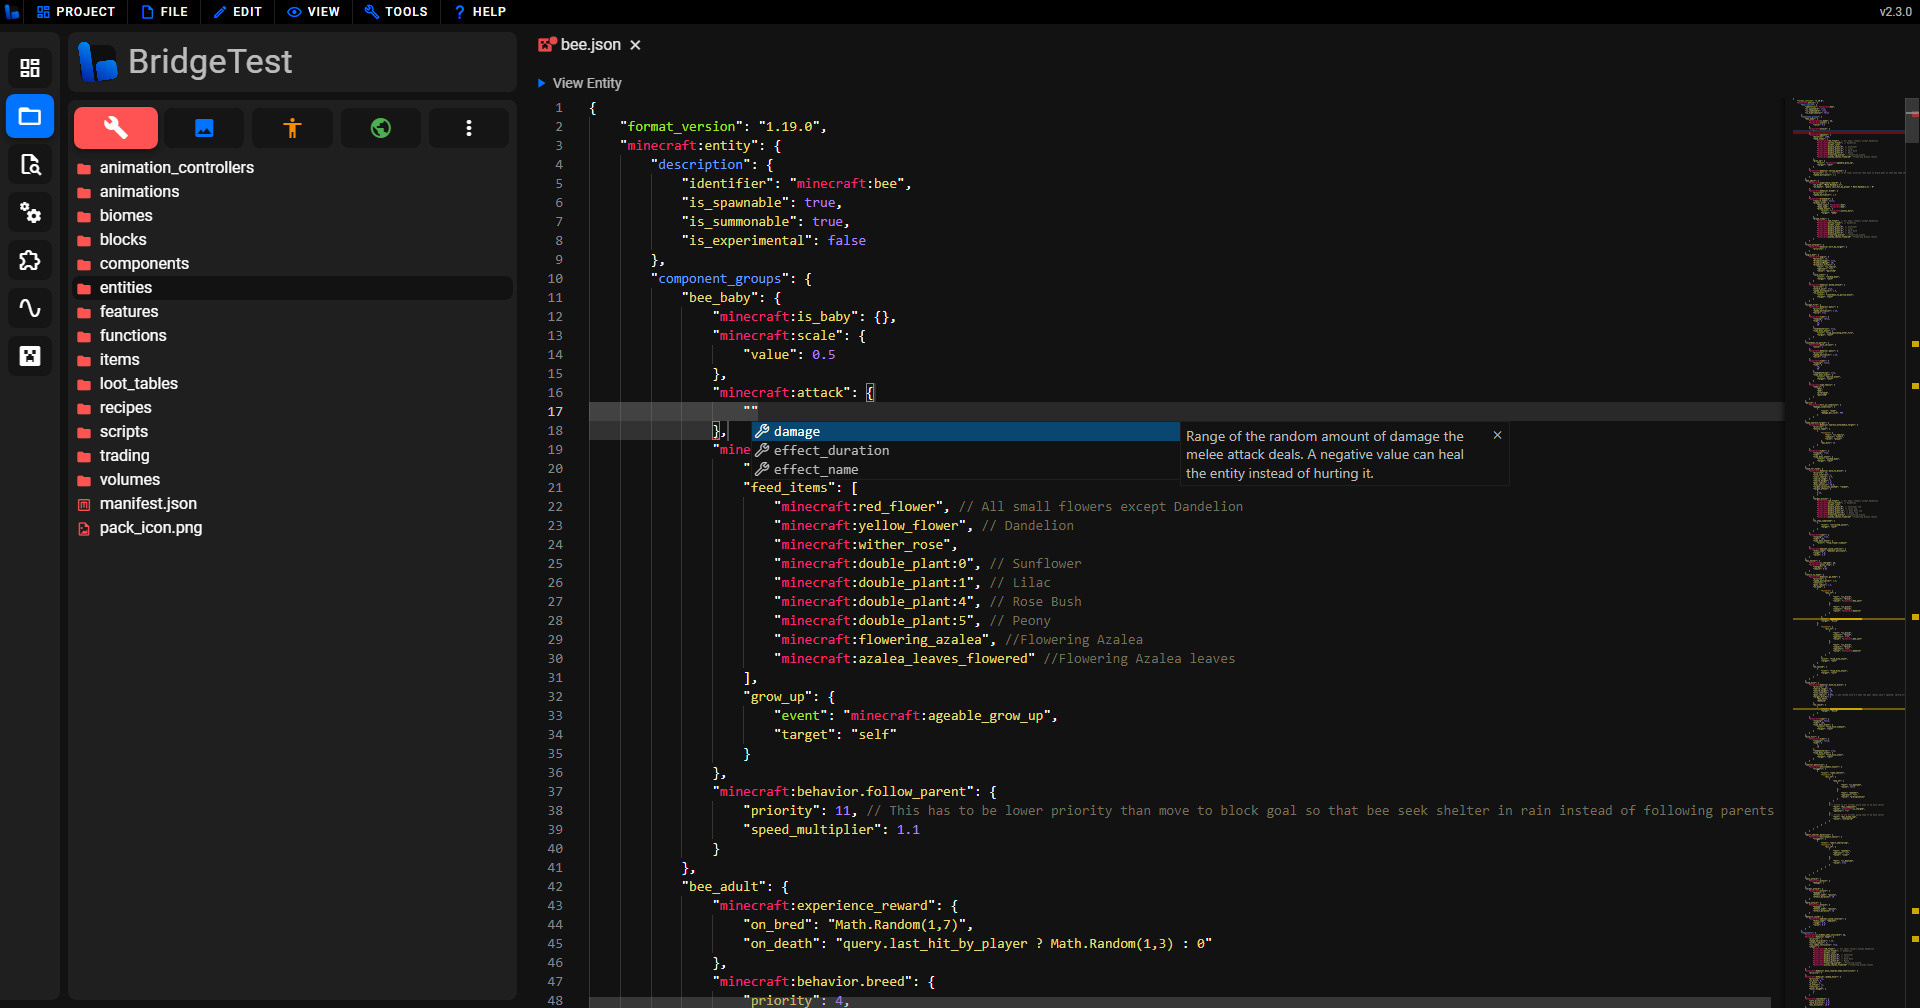 PROJECT FILE EDIT VIEW TOOLS HELP v2.3.0
BridgeTest
animation_controllers
animations
biomes
blocks
components
entities
features
functions
items
loot_tables
recipes
scripts
trading
volumes
manifest.json
pack_icon.png
bee.json
View Entity
1 {
2 "format_version": "1.19.0",
3 "minecraft:entity": {
4 "description": {
5 "identifier": "minecraft:bee",
6 "is_spawnable": true,
7 "is_summonable": true,
8 "is_experimental": false
9 },
10 "component_groups": {
11 "bee_baby": {
12 "minecraft:is_baby": {},
13 "minecraft:scale": {
14 "value": 0.5
15 },
16 "minecraft:attack": {
17 ""
18 },
19 "mine
20 "
damage
effect_duration
effect_name
Range of the random amount of damage the
melee attack deals. A negative value can heal
the entity instead of hurting it.
21 "feed_items": [
22 "minecraft:red_flower", // All small flowers except Dandelion
23 "minecraft:yellow_flower", // Dandelion
24 "minecraft:wither_rose",
25 "minecraft:double_plant:0", // Sunflower
26 "minecraft:double_plant:1", // Lilac
27 "minecraft:double_plant:4", // Rose Bush
28 "minecraft:double_plant:5", // Peony
29 "minecraft:flowering_azalea", //Flowering Azalea
30 "minecraft:azalea_leaves_flowered" //Flowering Azalea leaves
31 ],
32 "grow_up": {
33 "event": "minecraft:ageable_grow_up",
34 "target": "self"
35 }
36 },
37 "minecraft:behavior.follow_parent": {
38 "priority": 11, // This has to be lower priority than move to block goal so that bee seek shelter in rain instead of following parents
39 "speed_multiplier": 1.1
40 }
41 },
42 "bee_adult": {
43 "minecraft:experience_reward": {
44 "on_bred": "Math.Random(1,7)",
45 "on_death": "query.last_hit_by_player ? Math.Random(1,3) : 0"
46 },
47 "minecraft:behavior.breed": {
48 "priority": 4,